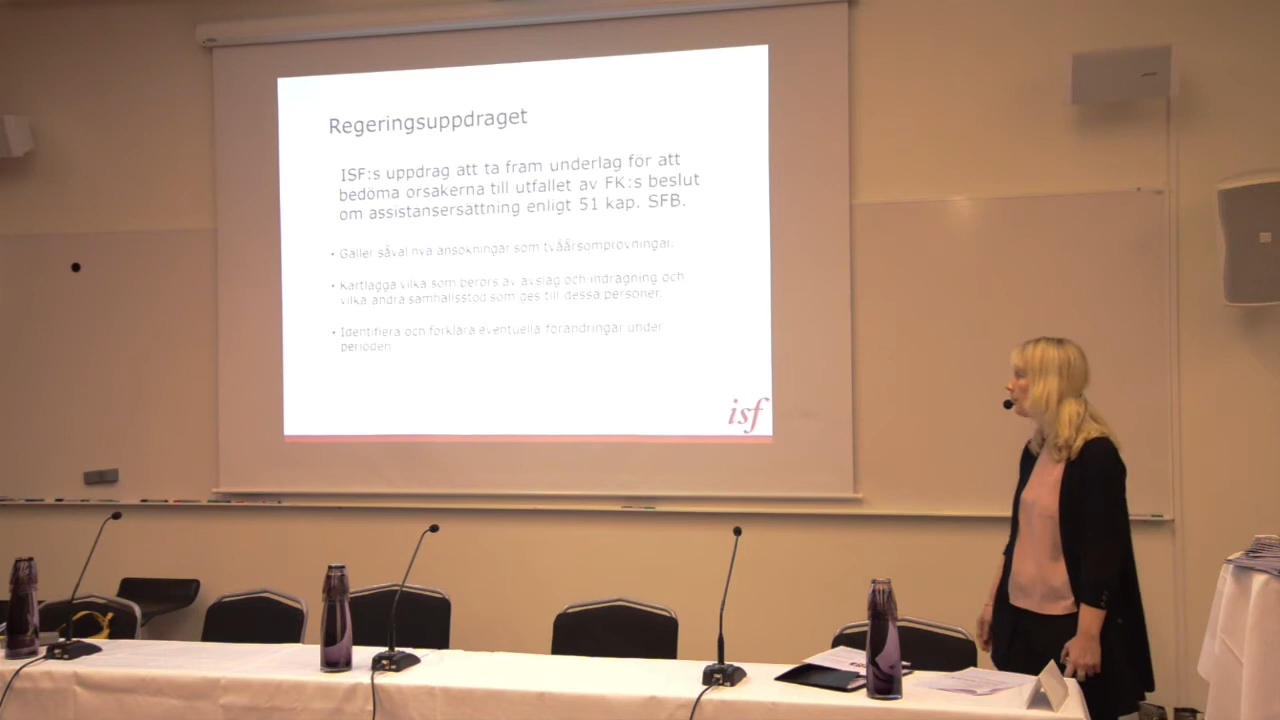 Regeringsuppdraget
ISF:s uppdrag att ta fram underlag för att
bedöma orsakerna till utfallet av FK:s beslut
om assistansersättning enligt 51 kap. SFB.
• Gäller såväl nya ansökningar som tvåårsomprövningar.
• Kartlägga vilka som berörs av avslag och indragning och
vilka andra samhällsstöd som ges till dessa personer.
• Identifiera och förklara eventuella förändringar under
perioden
isf